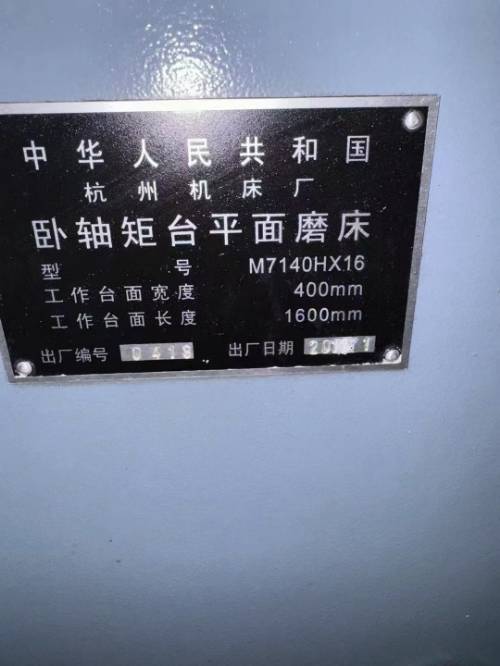 中华人民共和国
杭州机床厂
卧轴矩台平面磨床
型号 M7140HX16
工作台面宽度 400mm
工作台面长度 1600mm
出厂编号 0419 出厂日期